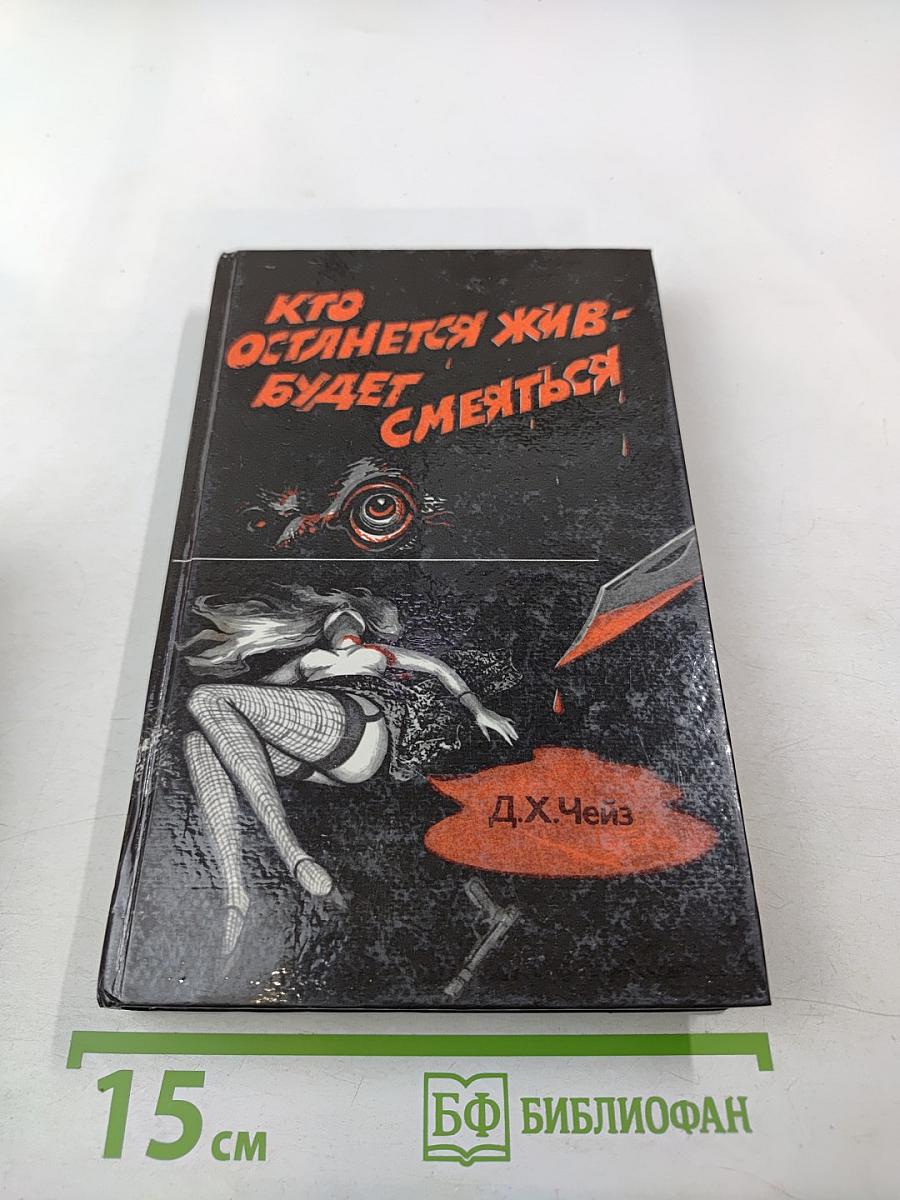 КТО
ОСТАНЕТСЯ ЖИВ-
БУДЕТ
СМЕЯТЬСЯ
Д.Х.Чейз
15 см
БФ БИБЛИОФАН